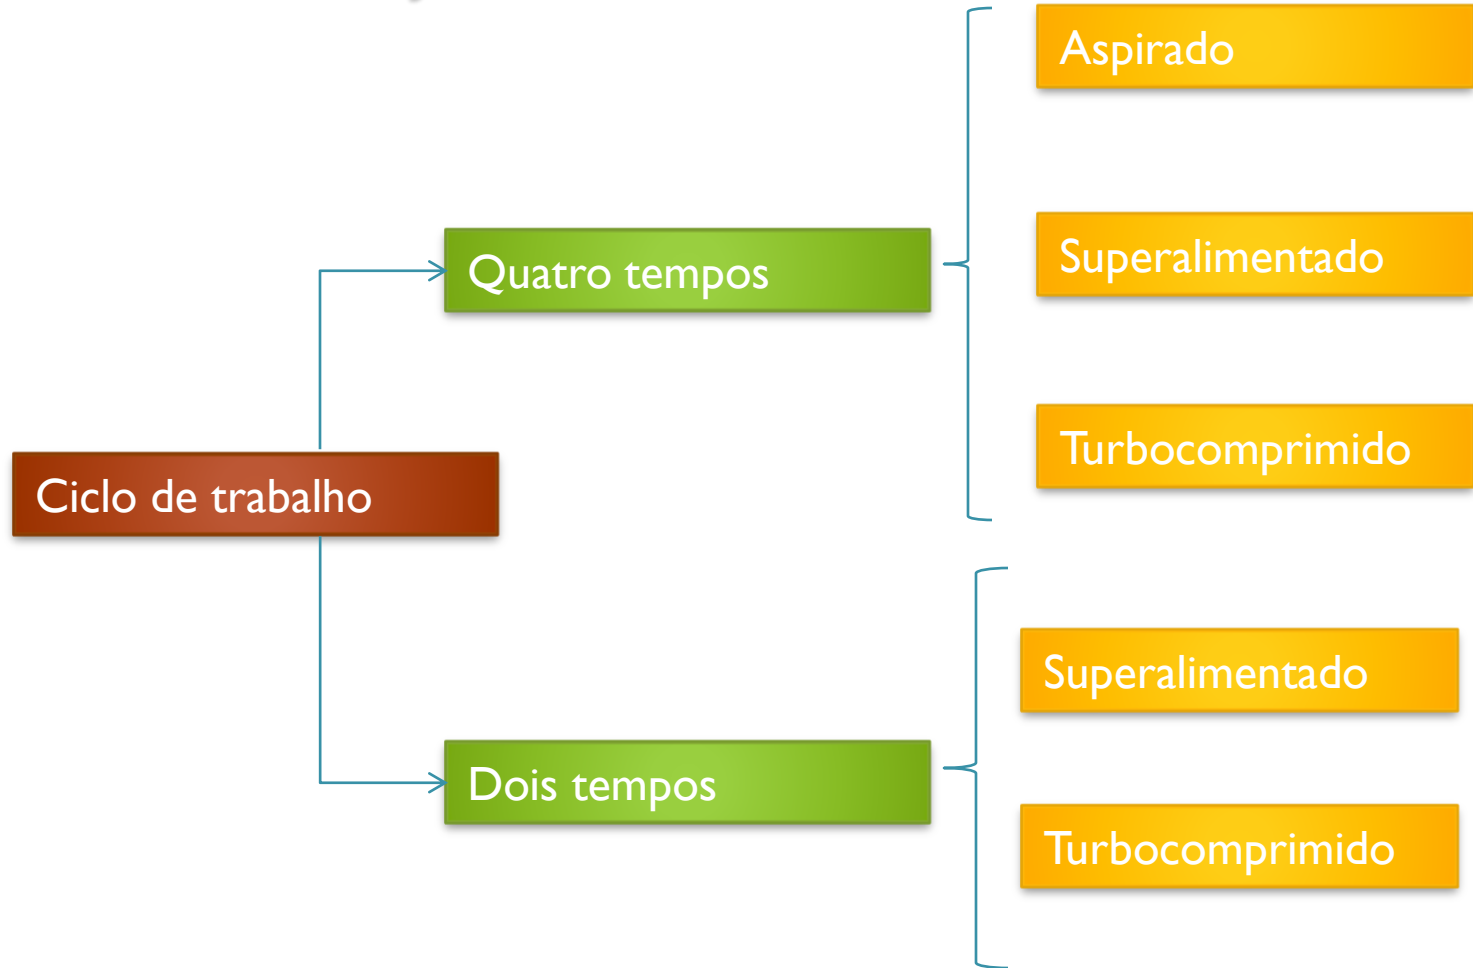 Aspirado
Superalimentado
Quatro tempos
Turbocomprimido
Ciclo de trabalho
Superalimentado
Dois tempos
Turbocomprimido